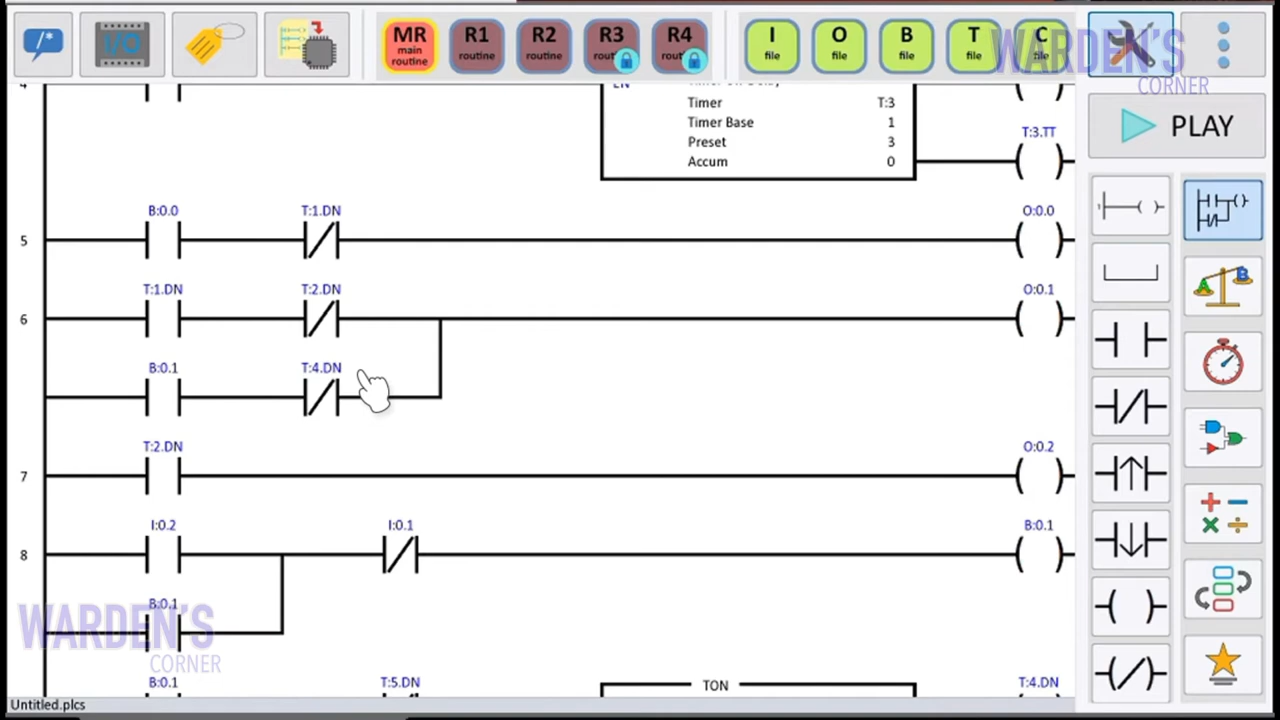 /*
I/O
MR
main
routine
R1
routine
R2
routine
R3
routine
R4
routine
I
file
O
file
B
file
T
file
C
file
WARDEN'S
CORNER
PLAY
Timer T:3
Timer Base 1
Preset 3
Accum 0
T:3.TT
B:0.0 T:1.DN O:0.0
5
T:1.DN T:2.DN O:0.1
6
B:0.1 T:4.DN
T:2.DN O:0.2
7
I:0.2 I:0.1 B:0.1
8
B:0.1
WARDEN'S
CORNER
B:0.1 T:5.DN TON T:4.DN
A B
Untitled.plcs